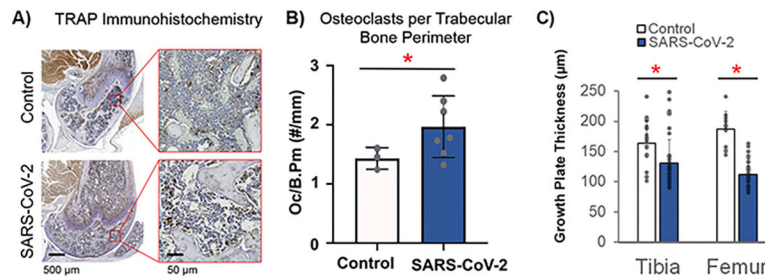 A) TRAP Immunohistochemistry
Control
SARS-CoV-2
500 µm
50 µm
B) Osteoclasts per Trabecular
Bone Perimeter
Oc/B.Pm (#/mm)
3
2
1
0
*
Control
SARS-CoV-2
C)
Control
SARS-CoV-2
Growth Plate Thickness (µm)
250
200
150
100
50
0
*
*
Tibia
Femur